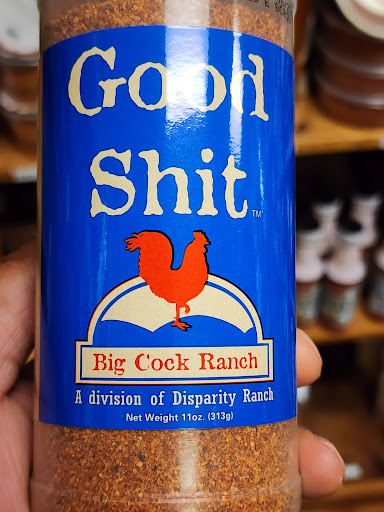 Good
Shit™
Big Cock Ranch
A division of Disparity Ranch
Net Weight 11oz. (313g)